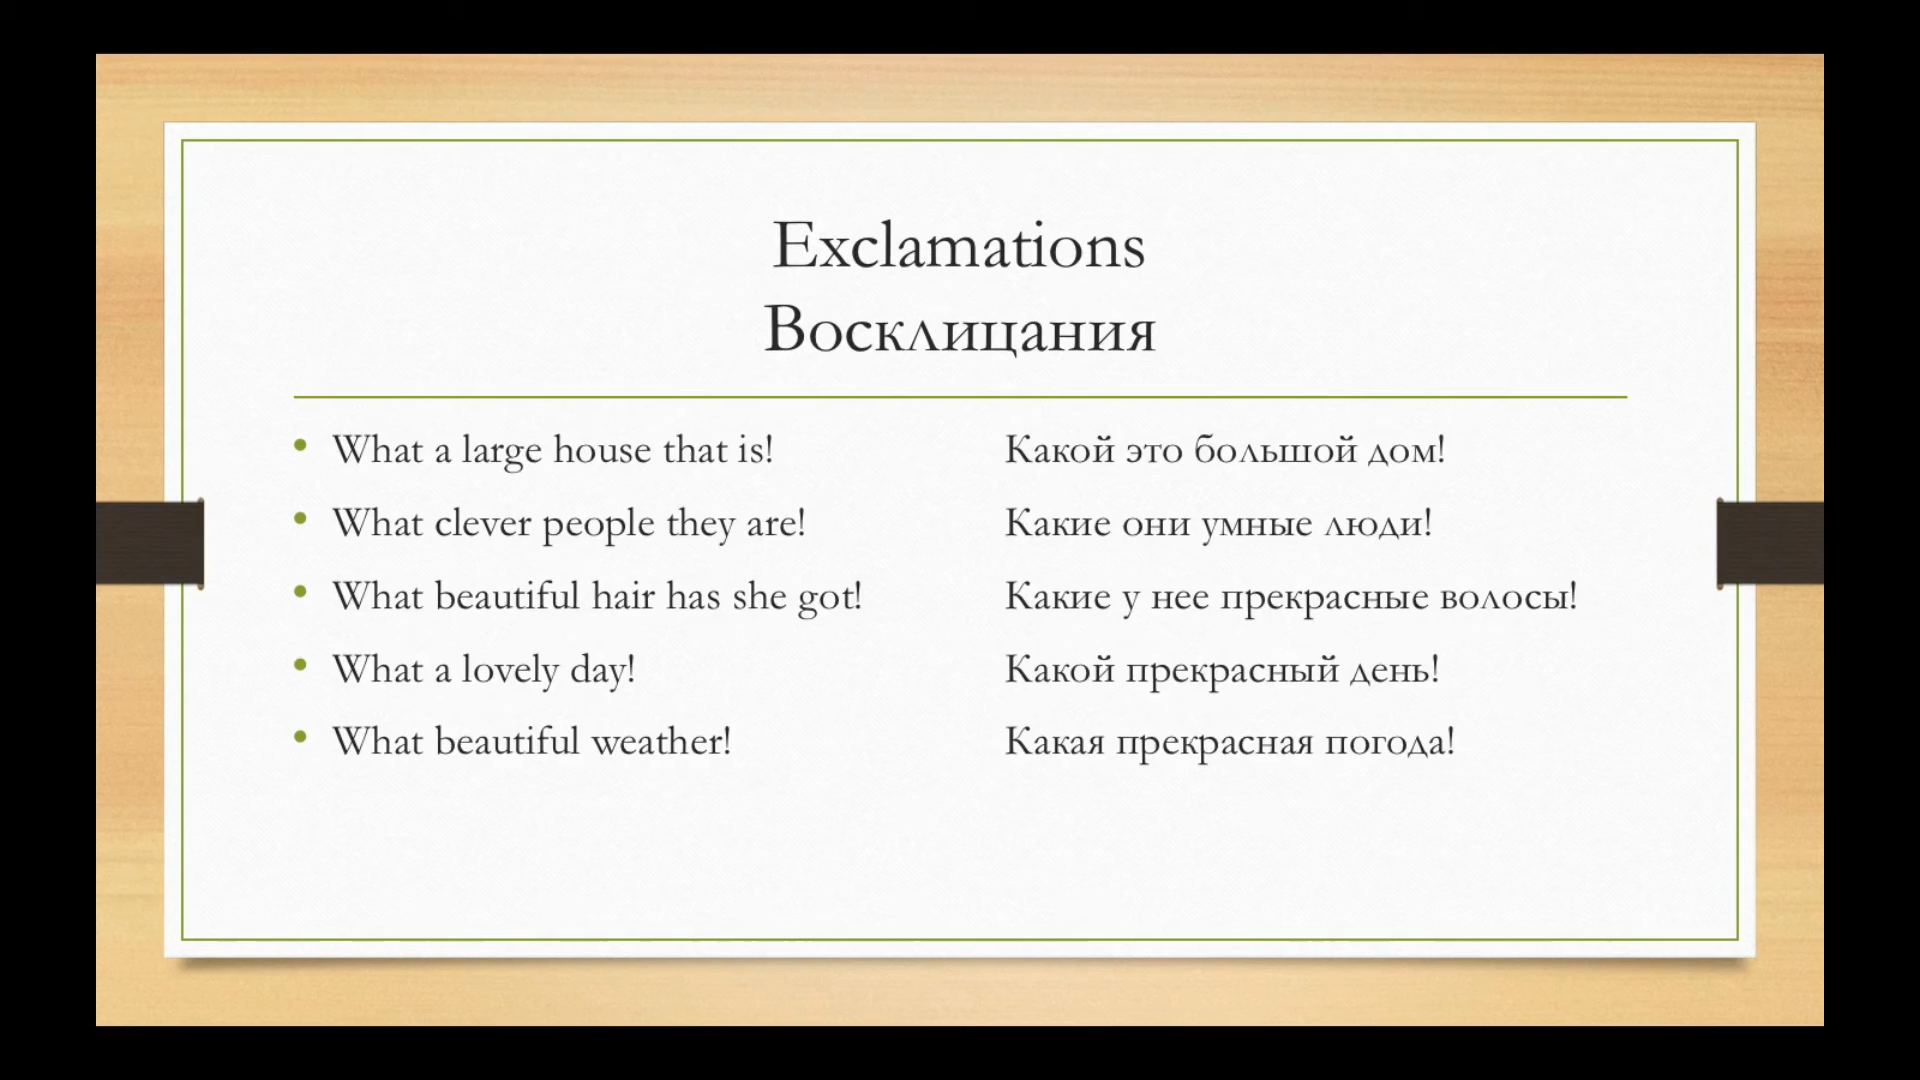 Exclamations
Восклицания
• What a large house that is! Какой это большой дом!
• What clever people they are! Какие они умные люди!
• What beautiful hair has she got! Какие у нее прекрасные волосы!
• What a lovely day! Какой прекрасный день!
• What beautiful weather! Какая прекрасная погода!